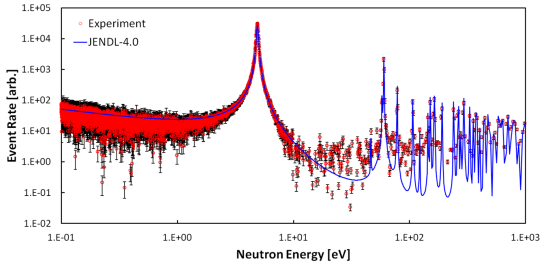 1.E+05
1.E+04
1.E+03
1.E+02
1.E+01
1.E+00
1.E-01
1.E-02
Event Rate [arb.]
Experiment
JENDL-4.0
1.E-01 1.E+00 1.E+01 1.E+02 1.E+03
Neutron Energy [eV]